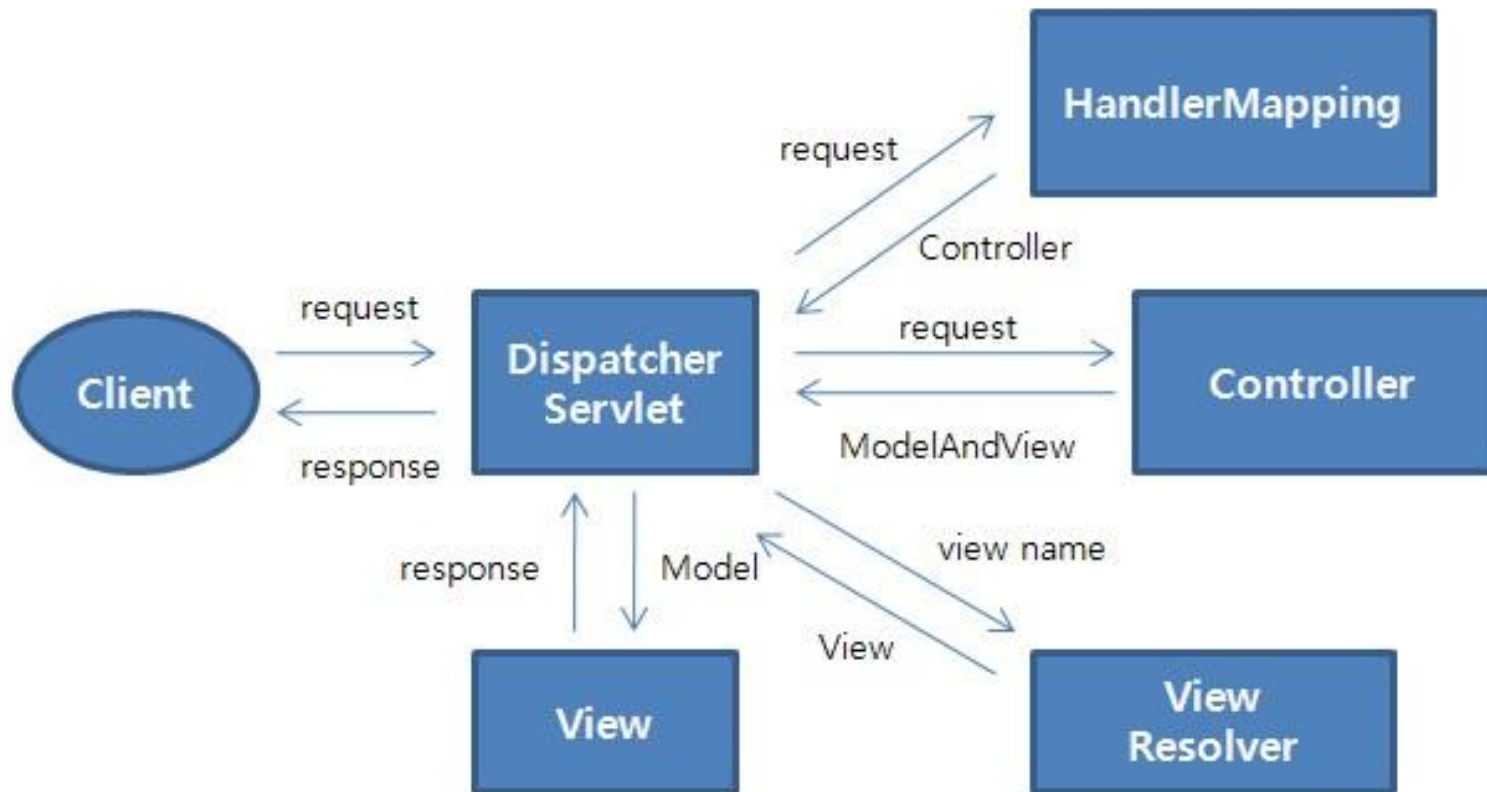 HandlerMapping
request
Controller
request
request
Client
Dispatcher
Servlet
Controller
response
ModelAndView
response
Model
view name
View
View
View
Resolver